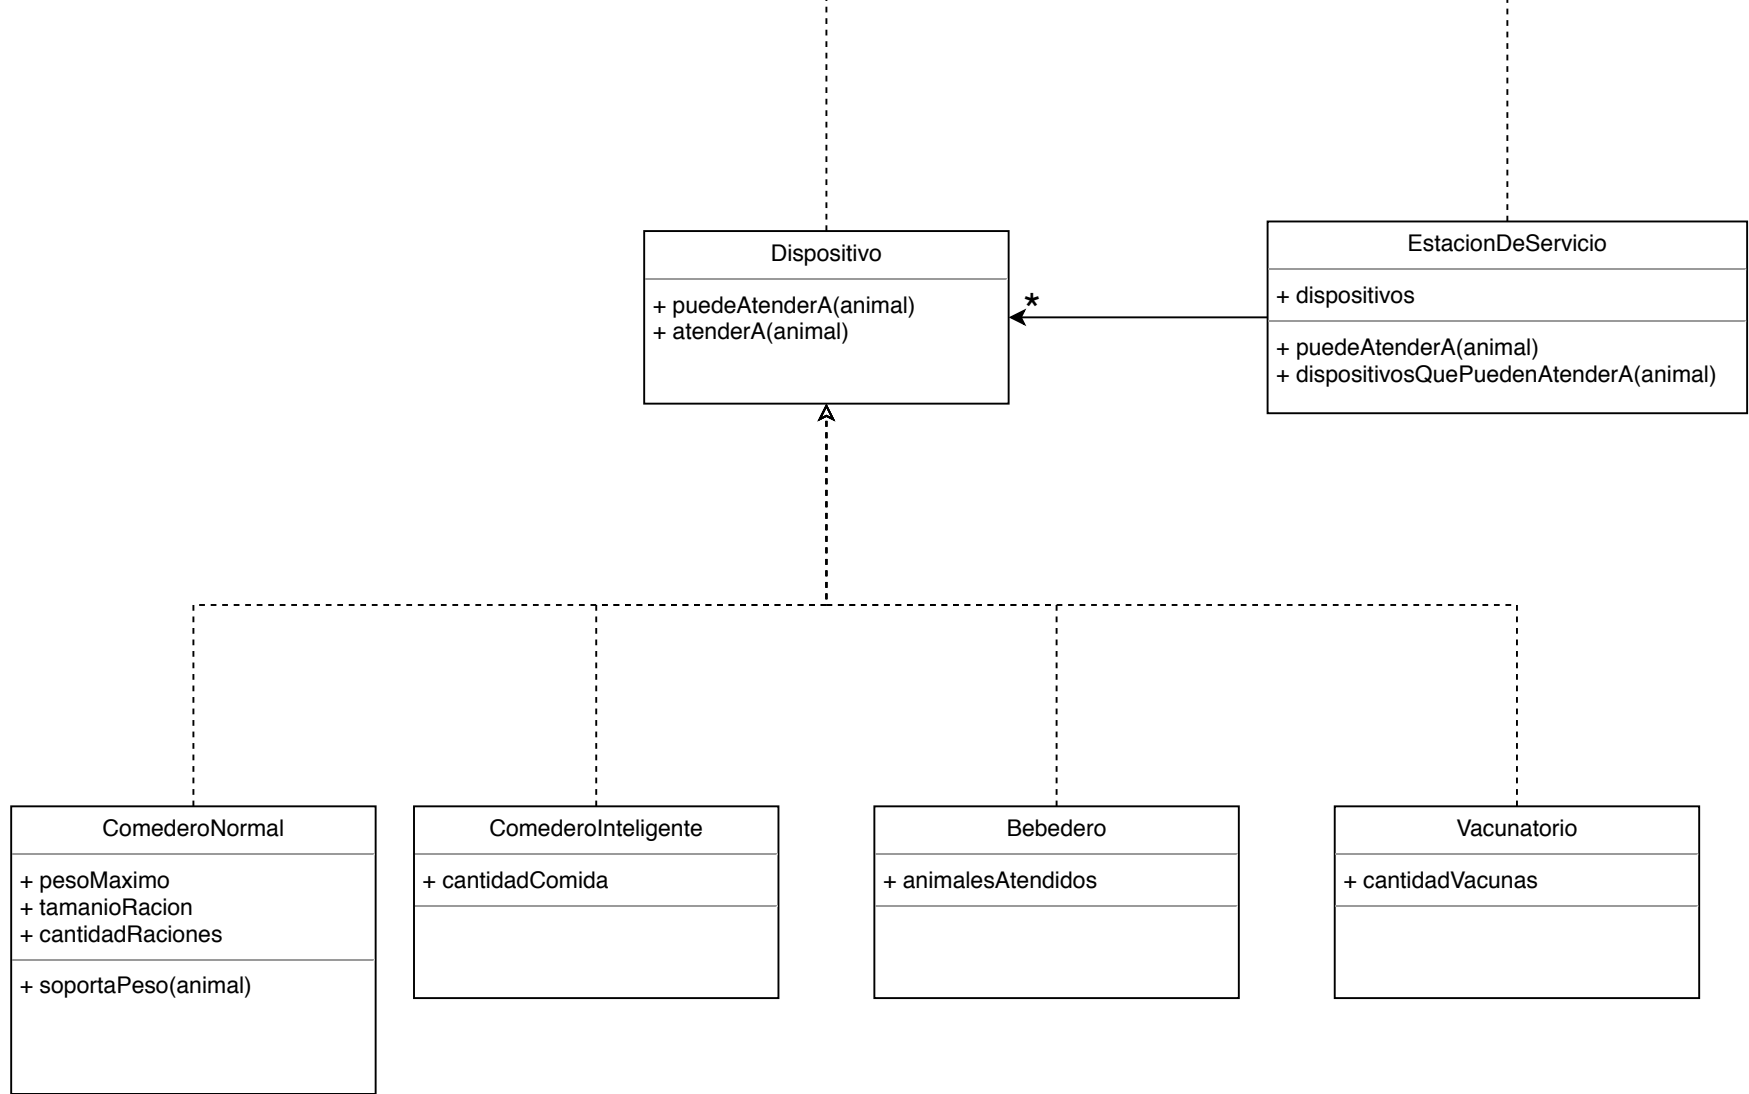 Dispositivo
+ puedeAtenderA(animal)
+ atenderA(animal)
*
EstacionDeServicio
+ dispositivos
+ puedeAtenderA(animal)
+ dispositivosQuePuedenAtenderA(animal)
ComederoNormal
+ pesoMaximo
+ tamanioRacion
+ cantidadRaciones
+ soportaPeso(animal)
ComederoInteligente
+ cantidadComida
Bebedero
+ animalesAtendidos
Vacunatorio
+ cantidadVacunas